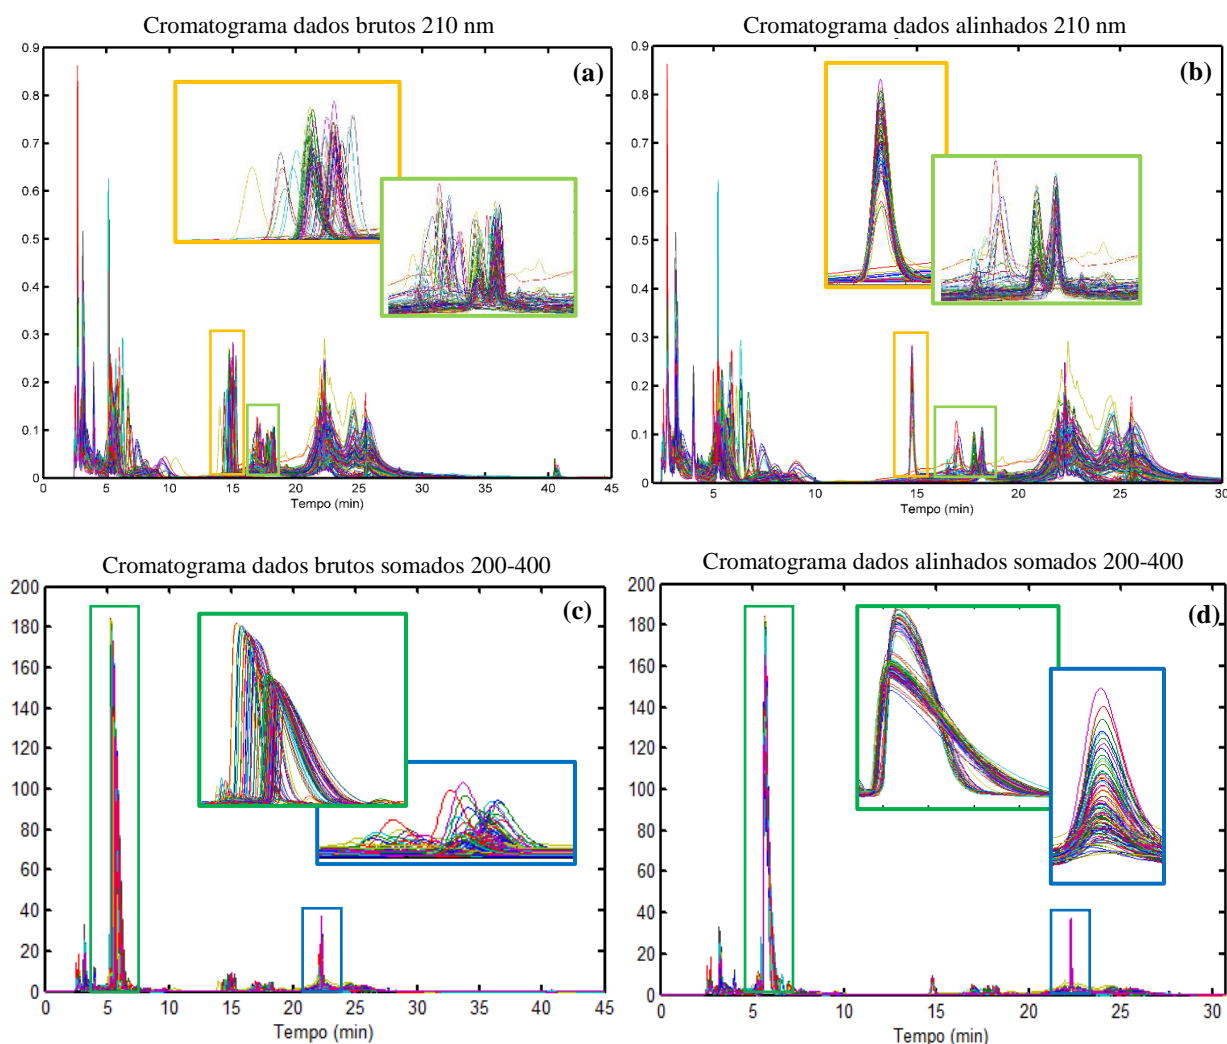 Cromatograma dados brutos 210 nm
Cromatograma dados alinhados 210 nm
(a)
0.9
0.8
0.7
0.6
0.5
0.4
0.3
0.2
0.1
0
0 5 10 15 20 25 30 35 40 45
Tempo (min)
(b)
0.9
0.8
0.7
0.6
0.5
0.4
0.3
0.2
0.1
0
5 10 15 20 25 30
Tempo (min)
Cromatograma dados brutos somados 200-400
Cromatograma dados alinhados somados 200-400
(c)
200
180
160
140
120
100
80
60
40
20
0
0 5 10 15 20 25 30 35 40 45
Tempo (min)
(d)
200
180
160
140
120
100
80
60
40
20
0
0 5 10 15 20 25 30
Tempo (min)